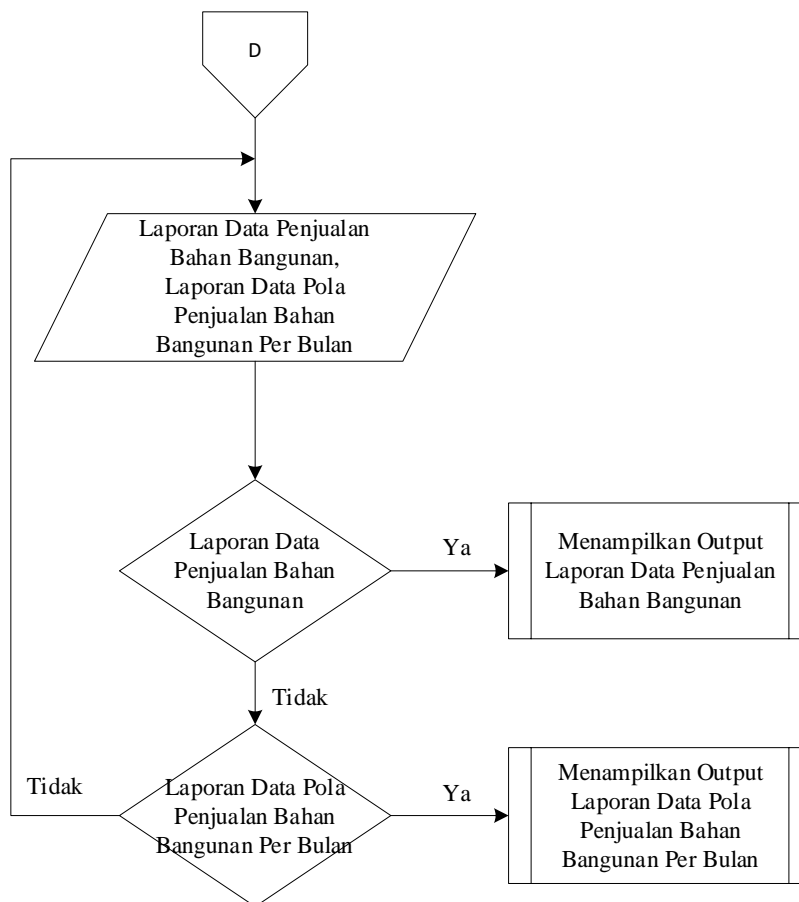 D
Laporan Data Penjualan
Bahan Bangunan,
Laporan Data Pola
Penjualan Bahan
Bangunan Per Bulan
Laporan Data
Penjualan Bahan
Bangunan
Ya
Menampilkan Output
Laporan Data Penjualan
Bahan Bangunan
Tidak
Tidak
Laporan Data Pola
Penjualan Bahan
Bangunan Per Bulan
Ya
Menampilkan Output
Laporan Data Pola
Penjualan Bahan
Bangunan Per Bulan